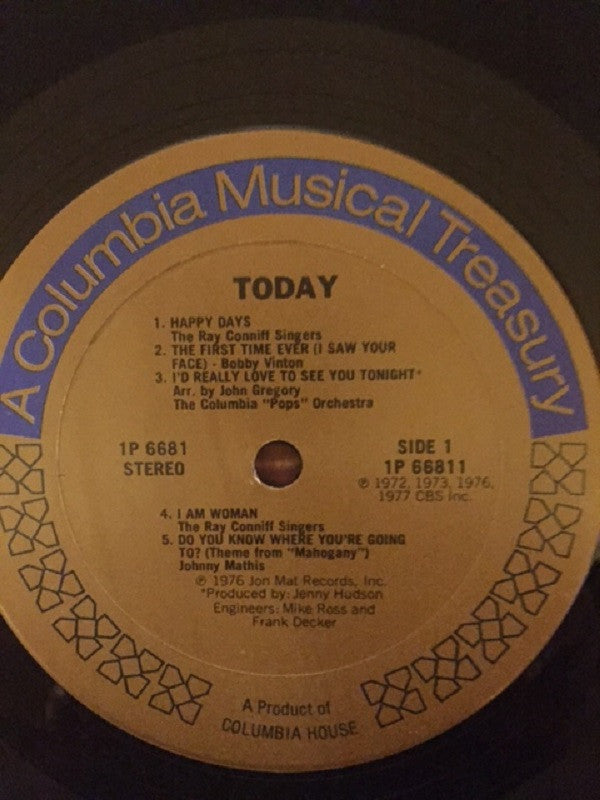 A Columbia Musical Treasury
TODAY
1. HAPPY DAYS
The Ray Conniff Singers
2. THE FIRST TIME EVER (I SAW YOUR
FACE) - Bobby Vinton
3. I'D REALLY LOVE TO SEE YOU TONIGHT*
Arr. by John Gregory
The Columbia "Pops" Orchestra
1P 6681
STEREO
SIDE 1
1P 66811
℗ 1972, 1973, 1976,
1977 CBS Inc.
4. I AM WOMAN
The Ray Conniff Singers
5. DO YOU KNOW WHERE YOU'RE GOING
TO? (Theme from "Mahogany")
Johnny Mathis
℗ 1976 Jon Mat Records, Inc.
*Produced by: Jenny Hudson
Engineers: Mike Ross and
Frank Decker
A Product of
COLUMBIA HOUSE